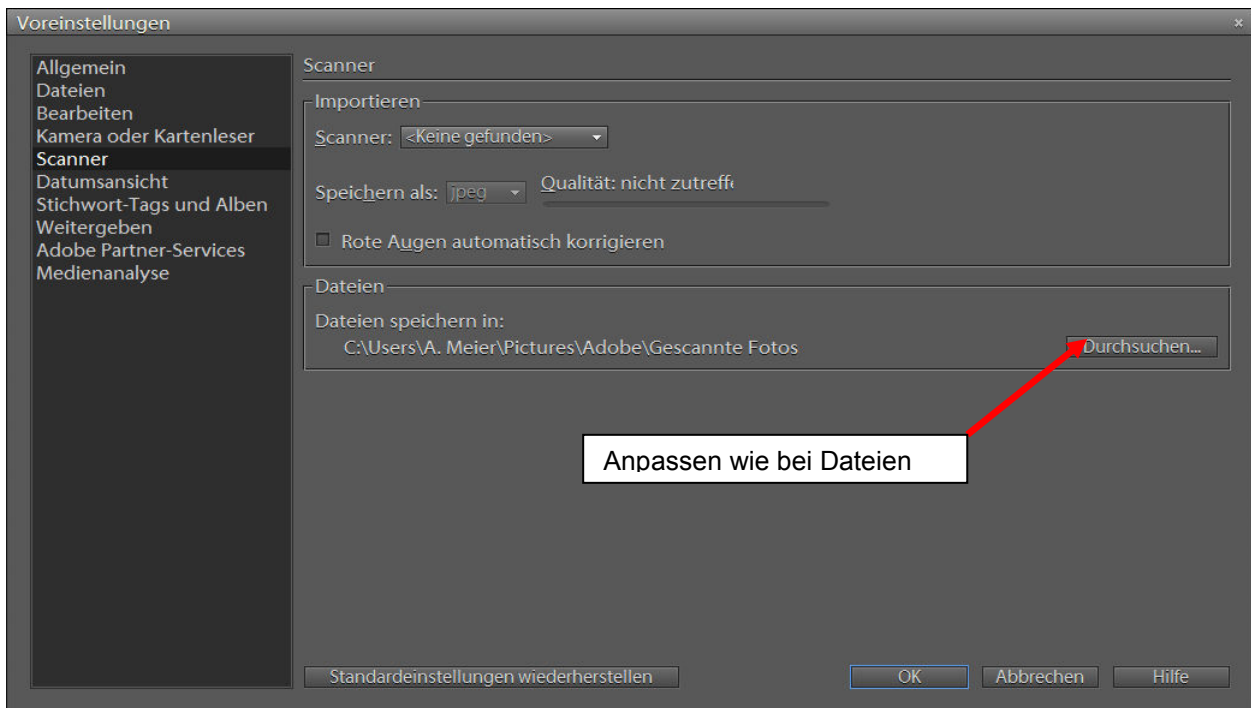 Voreinstellungen
Allgemein
Dateien
Bearbeiten
Kamera oder Kartenleser
Scanner
Datumsansicht
Stichwort-Tags und Alben
Weitergeben
Adobe Partner-Services
Medienanalyse
Scanner
Importieren
Scanner: <Keine gefunden>
Speichern als: jpeg Qualität: nicht zutreffe
Rote Augen automatisch korrigieren
Dateien
Dateien speichern in:
C:\Users\A. Meier\Pictures\Adobe\Gescannte Fotos Durchsuchen...
Anpassen wie bei Dateien
Standardeinstellungen wiederherstellen OK Abbrechen Hilfe